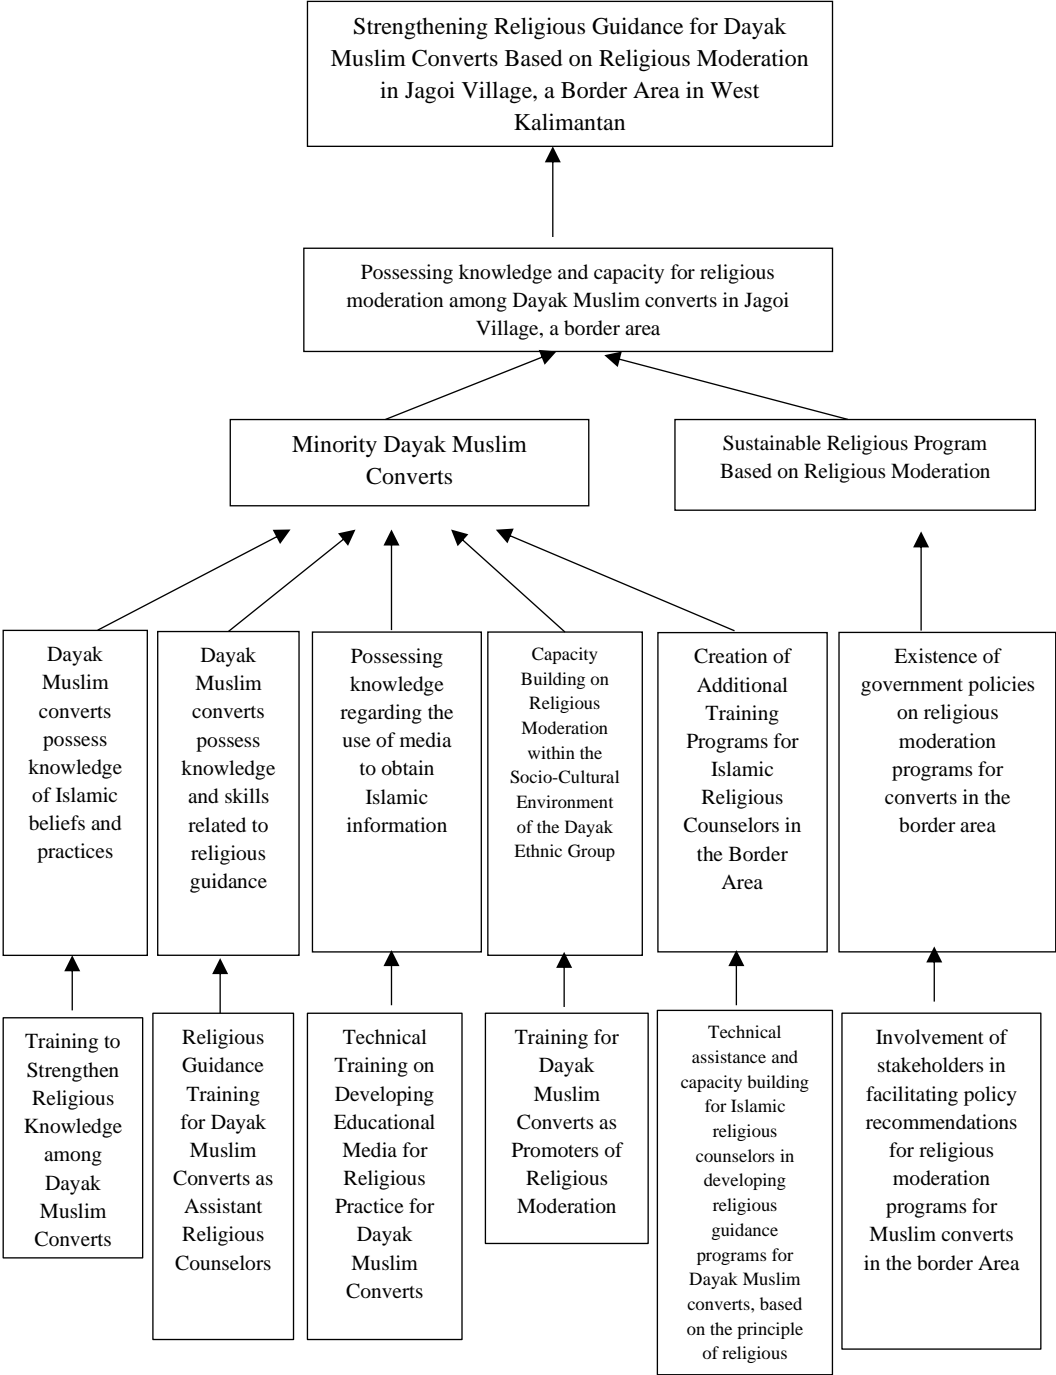 Strengthening Religious Guidance for Dayak
Muslim Converts Based on Religious Moderation
in Jagoi Village, a Border Area in West
Kalimantan
Possessing knowledge and capacity for religious
moderation among Dayak Muslim converts in Jagoi
Village, a border area
Minority Dayak Muslim
Converts
Sustainable Religious Program
Based on Religious Moderation
Dayak
Muslim
converts
possess
knowledge
of Islamic
beliefs and
practices
Dayak
Muslim
converts
possess
knowledge
and skills
related to
religious
guidance
Possessing
knowledge
regarding the
use of media
to obtain
Islamic
information
Capacity
Building on
Religious
Moderation
within the
Socio-Cultural
Environment
of the Dayak
Ethnic Group
Creation of
Additional
Training
Programs for
Islamic
Religious
Counselors in
the Border
Area
Existence of
government policies
on religious
moderation
programs for
converts in the
border area
Training to
Strengthen
Religious
Knowledge
among
Dayak
Muslim
Converts
Religious
Guidance
Training
for Dayak
Muslim
Converts as
Assistant
Religious
Counselors
Technical
Training on
Developing
Educational
Media for
Religious
Practice for
Dayak
Muslim
Converts
Training for
Dayak
Muslim
Converts as
Promoters of
Religious
Moderation
Technical
assistance and
capacity building
for Islamic
religious
counselors in
developing
religious
guidance
programs for
Dayak Muslim
converts, based
on the principle
of religious
Involvement of
stakeholders in
facilitating policy
recommendations
for religious
moderation
programs for
Muslim converts
in the border Area